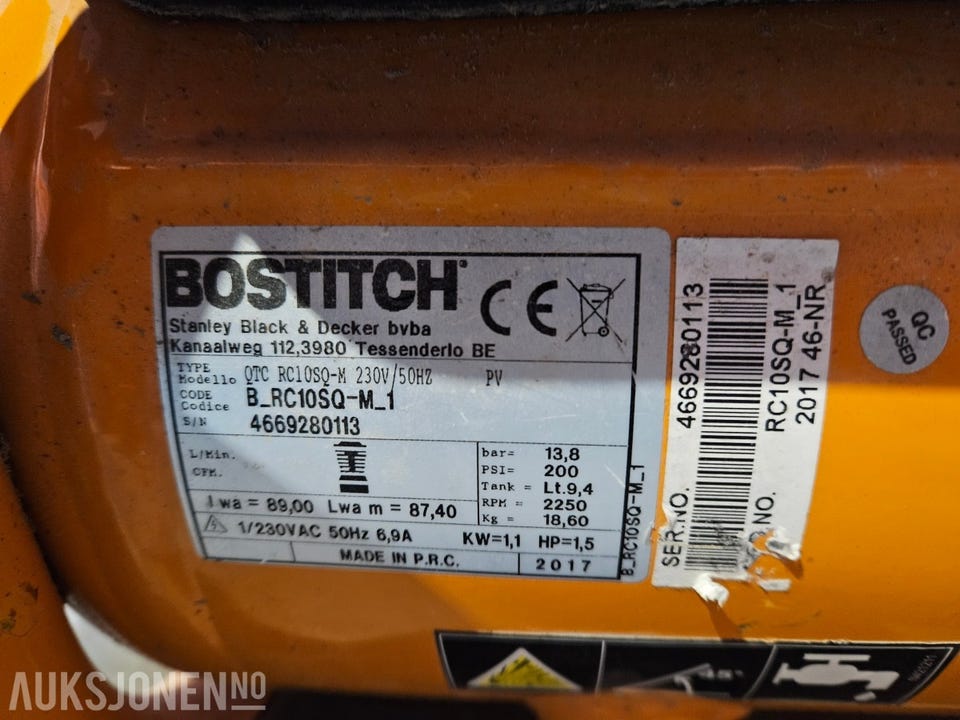 BOSTITCH
Stanley Black & Decker bvba
Kanaalweg 112,3980 Tessenderlo BE
TYPE
Modello QTC RC10SQ-M 230V/50HZ PV
CODE
Codice B_RC10SQ-M_1
S/N 4669280113
L/Min.
CFM.
bar= 13,8
PSI= 200
Tank = Lt.9,4
RPM = 2250
Kg = 18,60
Lwa = 89,00 Lwa m = 87,40
1/230VAC 50Hz 6,9A KW=1,1 HP=1,5
MADE IN P.R.C. 2017
B_RC10SQ-M_1
SER.NO. 4669280113
NO. RC10SQ-M_1
2017 46-NR
QC
PASSED
45°
AUKSJONEN.NO